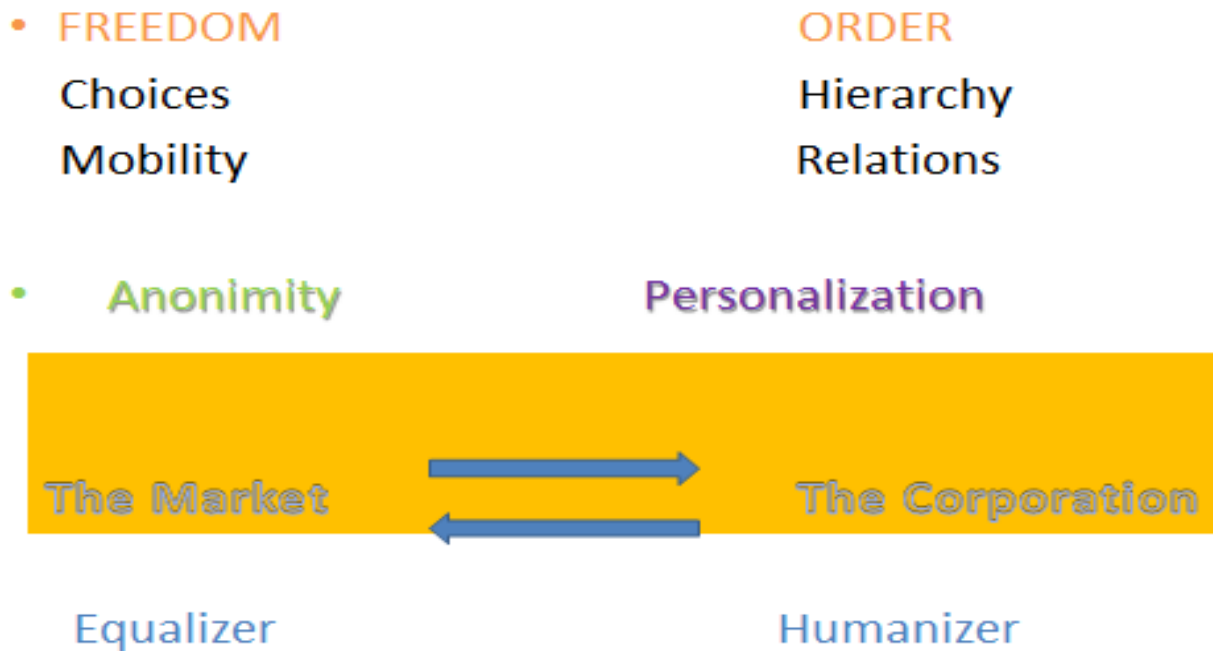 • FREEDOM ORDER
Choices Hierarchy
Mobility Relations
• Anonimity Personalization
The Market The Corporation
Equalizer Humanizer